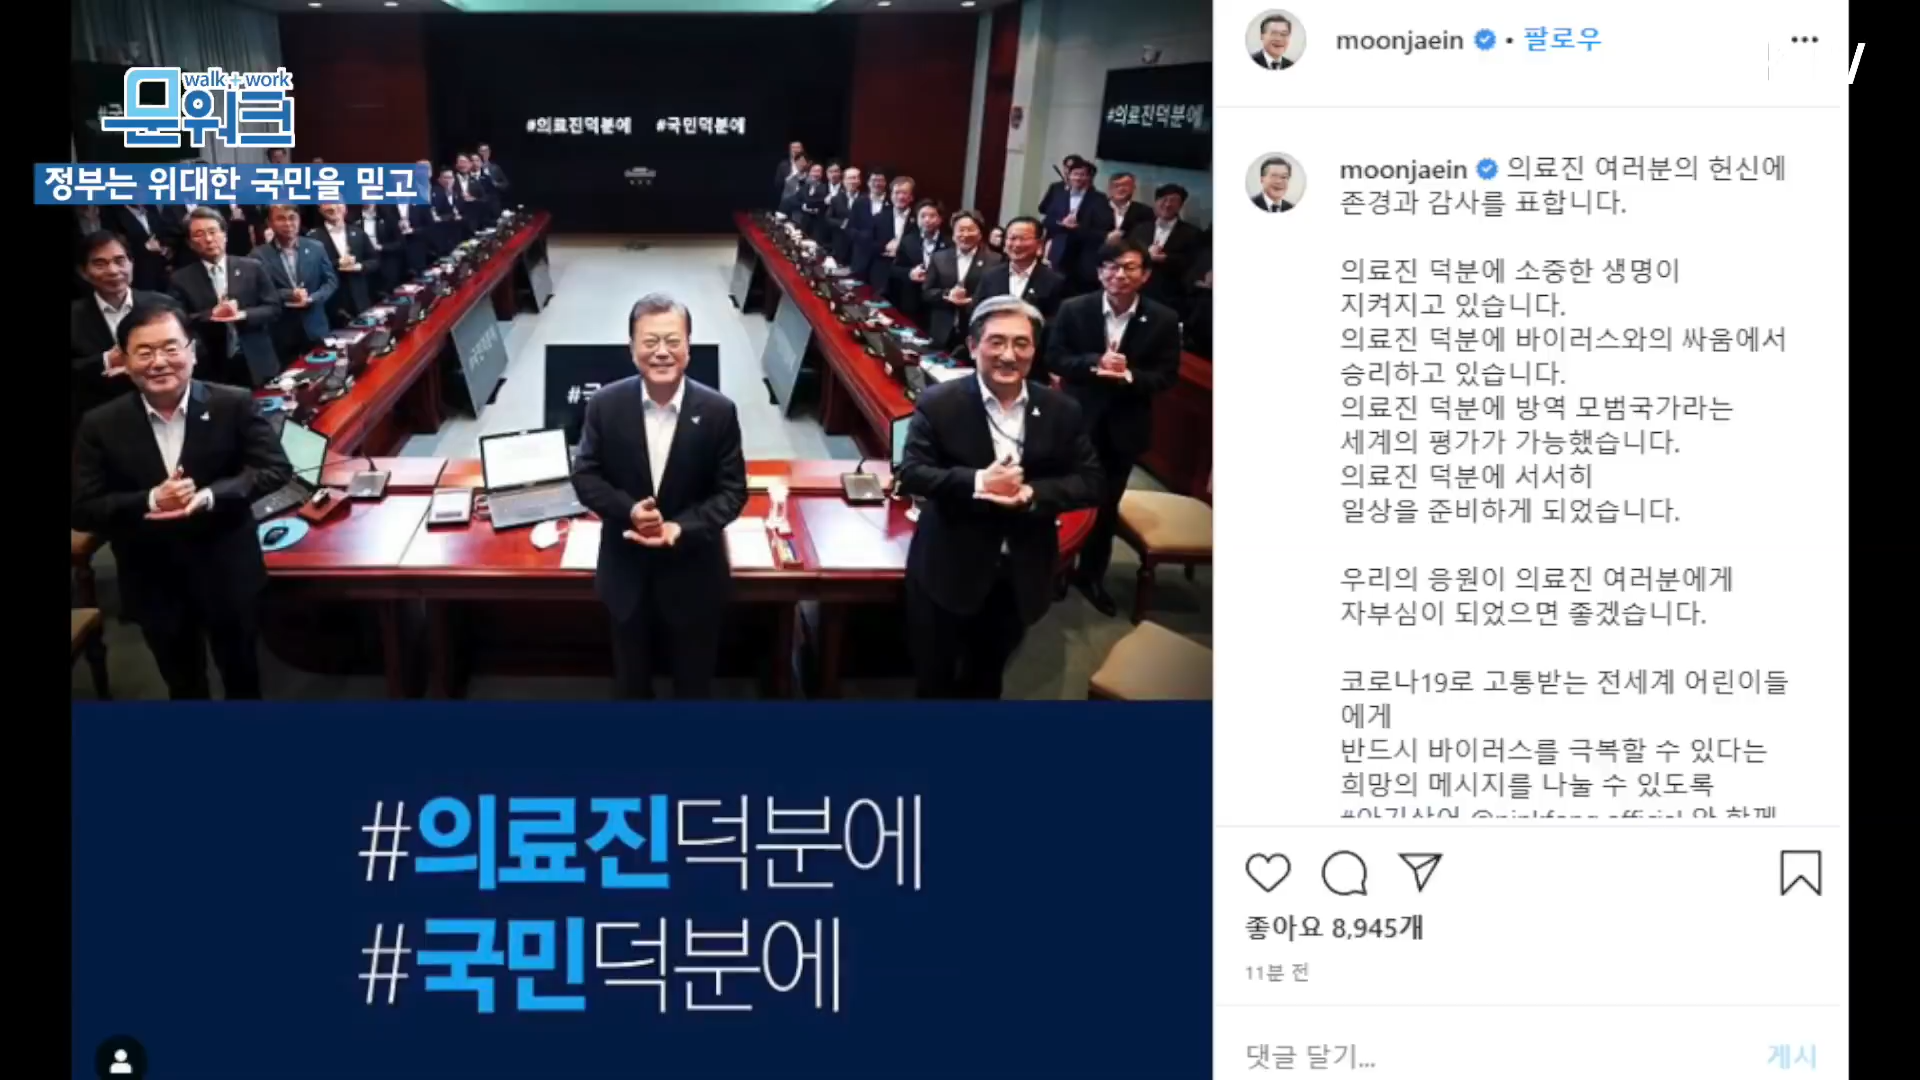 walk+work
문워크
정부는 위대한 국민을 믿고
#의료진덕분에 #국민덕분에
#의료진덕분에
#의료진덕분에
#국민덕분에
moonjaein • 팔로우
moonjaein 의료진 여러분의 헌신에
존경과 감사를 표합니다.
의료진 덕분에 소중한 생명이
지켜지고 있습니다.
의료진 덕분에 바이러스와의 싸움에서
승리하고 있습니다.
의료진 덕분에 방역 모범국가라는
세계의 평가가 가능했습니다.
의료진 덕분에 서서히
일상을 준비하게 되었습니다.
우리의 응원이 의료진 여러분에게
자부심이 되었으면 좋겠습니다.
코로나19로 고통받는 전세계 어린이들
에게
반드시 바이러스를 극복할 수 있다는
희망의 메시지를 나눌 수 있도록
#아기상어 @pinkfong.official 와 함께
좋아요 8,945개
11분 전
댓글 달기...
게시